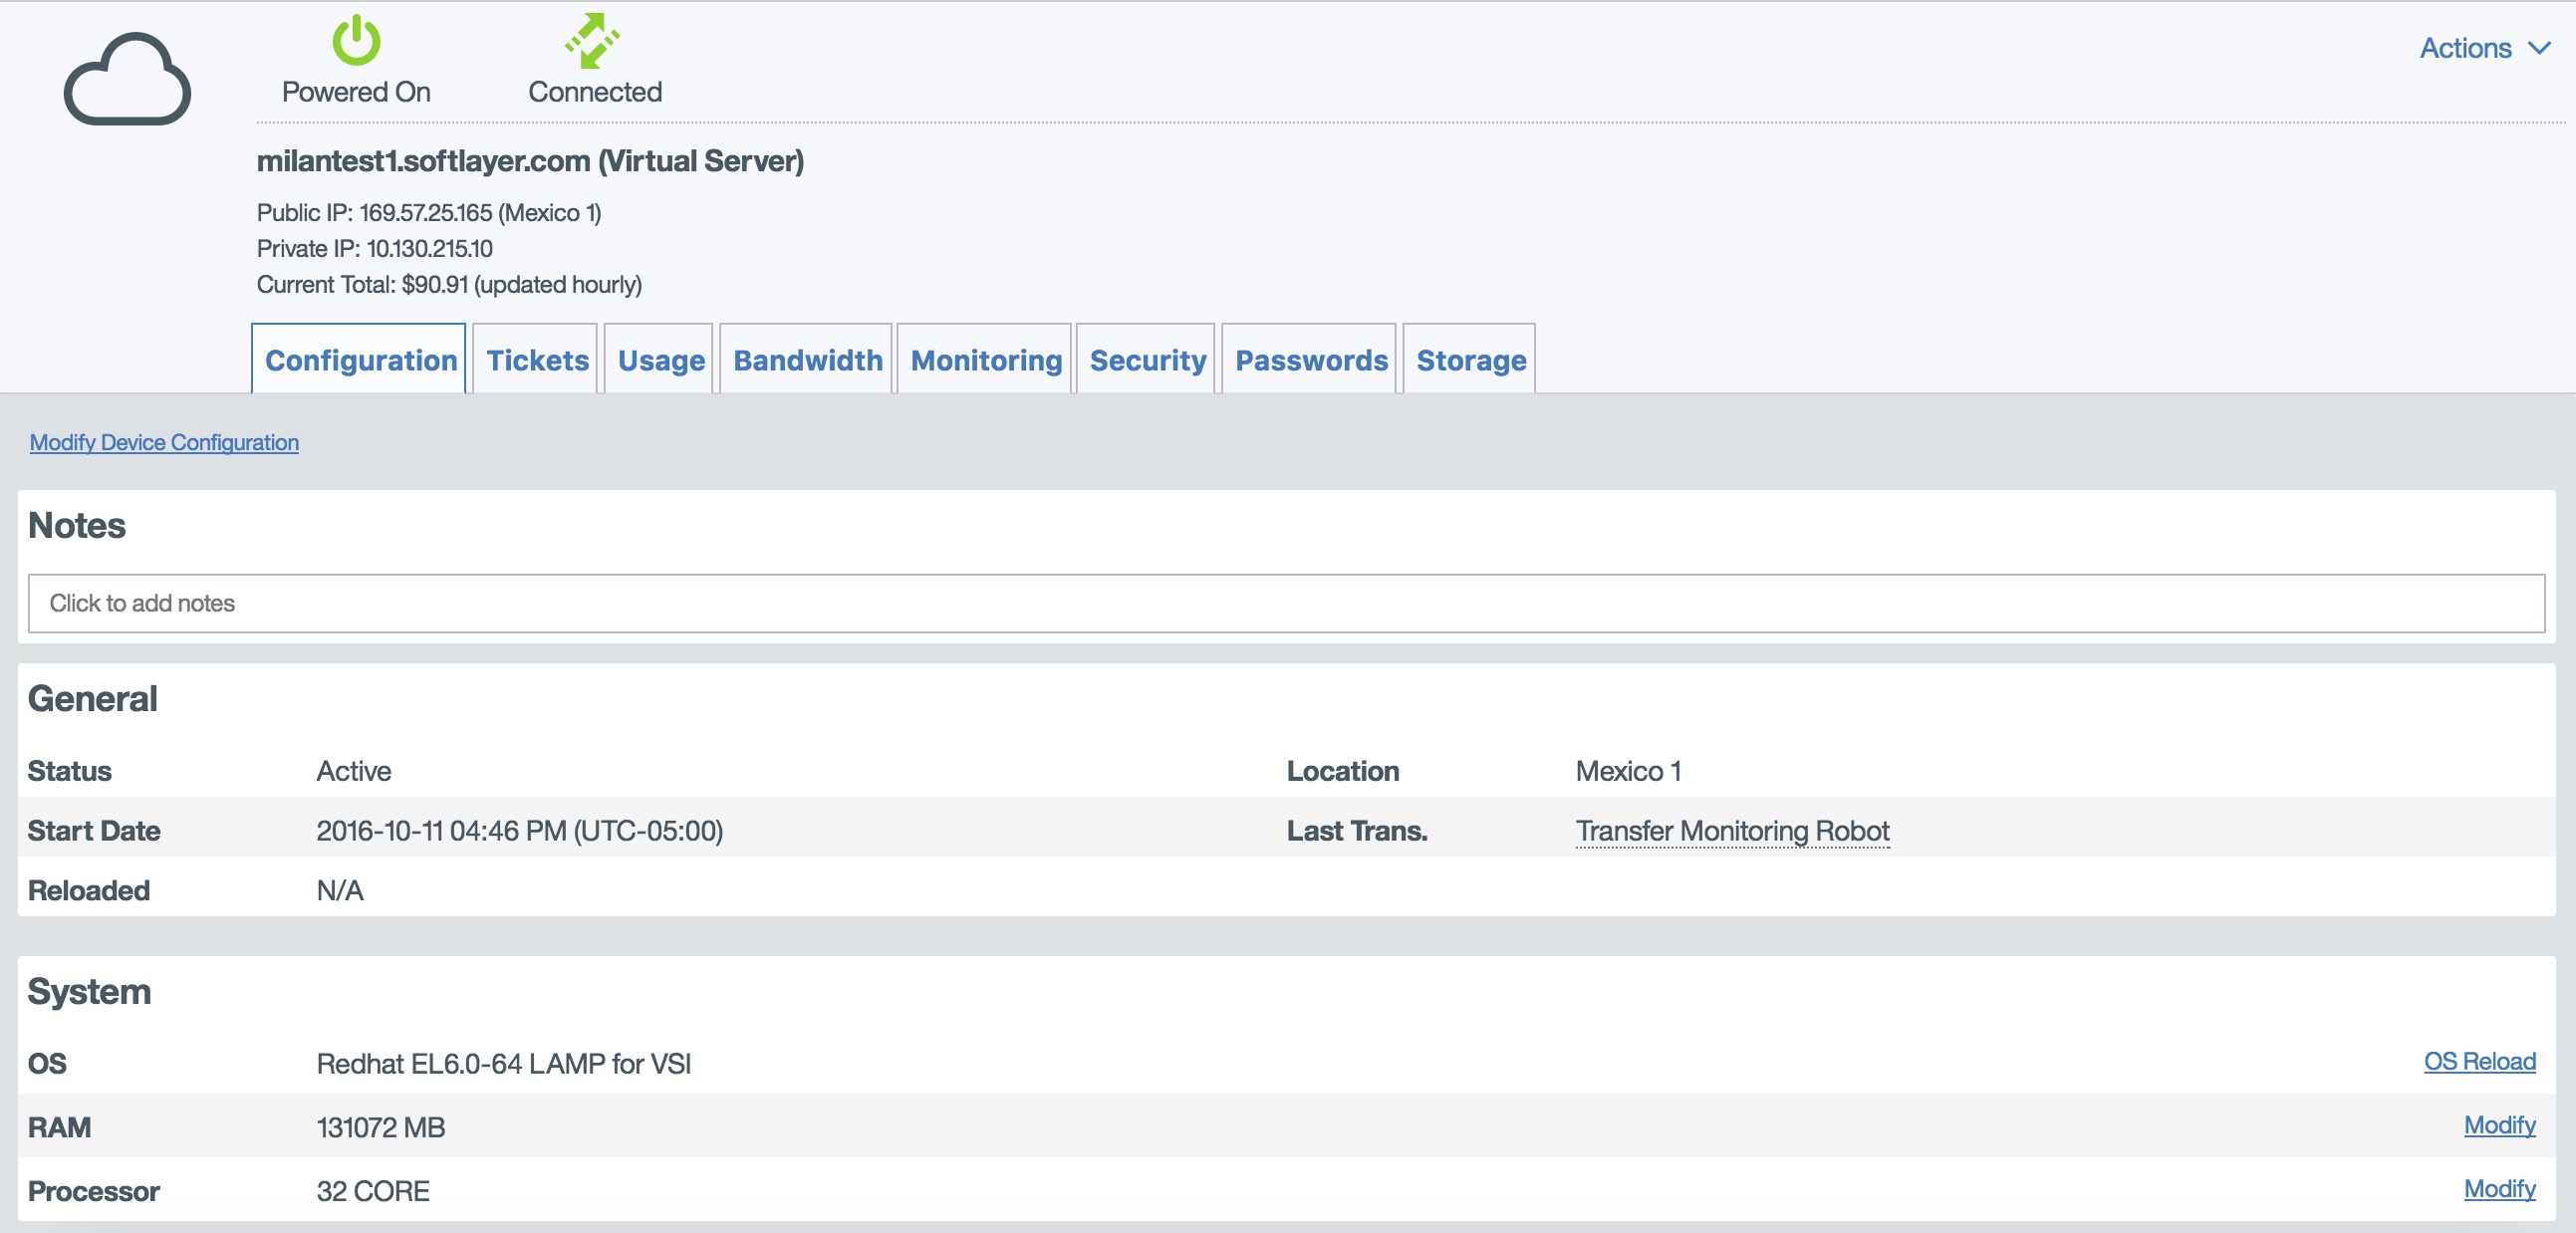 Powered On
Connected
Actions
milantest1.softlayer.com (Virtual Server)
Public IP: 169.57.25.165 (Mexico 1)
Private IP: 10.130.215.10
Current Total: $90.91 (updated hourly)
Configuration Tickets Usage Bandwidth Monitoring Security Passwords Storage
Modify Device Configuration
Notes
Click to add notes
General
Status Active Location Mexico 1
Start Date 2016-10-11 04:46 PM (UTC-05:00) Last Trans. Transfer Monitoring Robot
Reloaded N/A
System
OS Redhat EL6.0-64 LAMP for VSI OS Reload
RAM 131072 MB Modify
Processor 32 CORE Modify